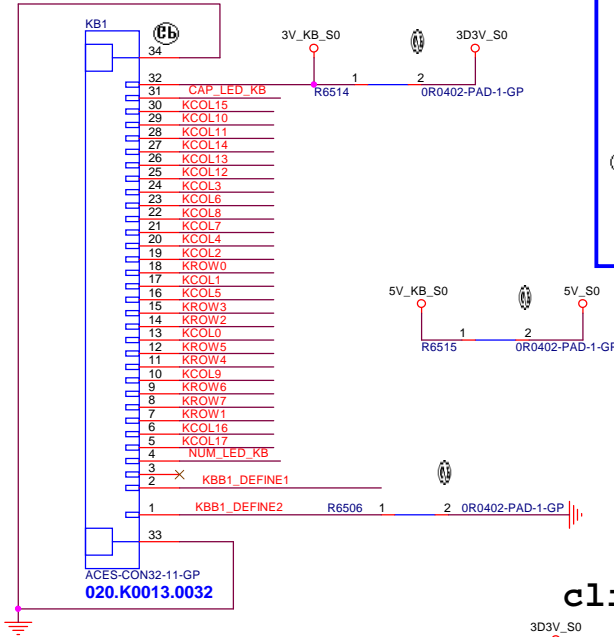 KB1
34
3V_KB_S0
3D3V_S0
32
1
2
R6514
0R0402-PAD-1-GP
31 CAP_LED_KB
30 KCOL15
29 KCOL10
28 KCOL11
27 KCOL14
26 KCOL13
25 KCOL12
24 KCOL3
23 KCOL6
22 KCOL8
21 KCOL7
20 KCOL4
19 KCOL2
18 KROW0
17 KCOL1
16 KCOL5
15 KROW3
14 KROW2
13 KCOL0
12 KROW5
11 KROW4
10 KCOL9
9 KROW6
8 KROW7
7 KROW1
6 KCOL16
5 KCOL17
4 NUM_LED_KB
3
2 KBB1_DEFINE1
1 KBB1_DEFINE2
33
5V_KB_S0
5V_S0
1
2
R6515
0R0402-PAD-1-GP
R6506 1 2 0R0402-PAD-1-GP
ACES-CON32-11-GP
020.K0013.0032
3D3V_S0